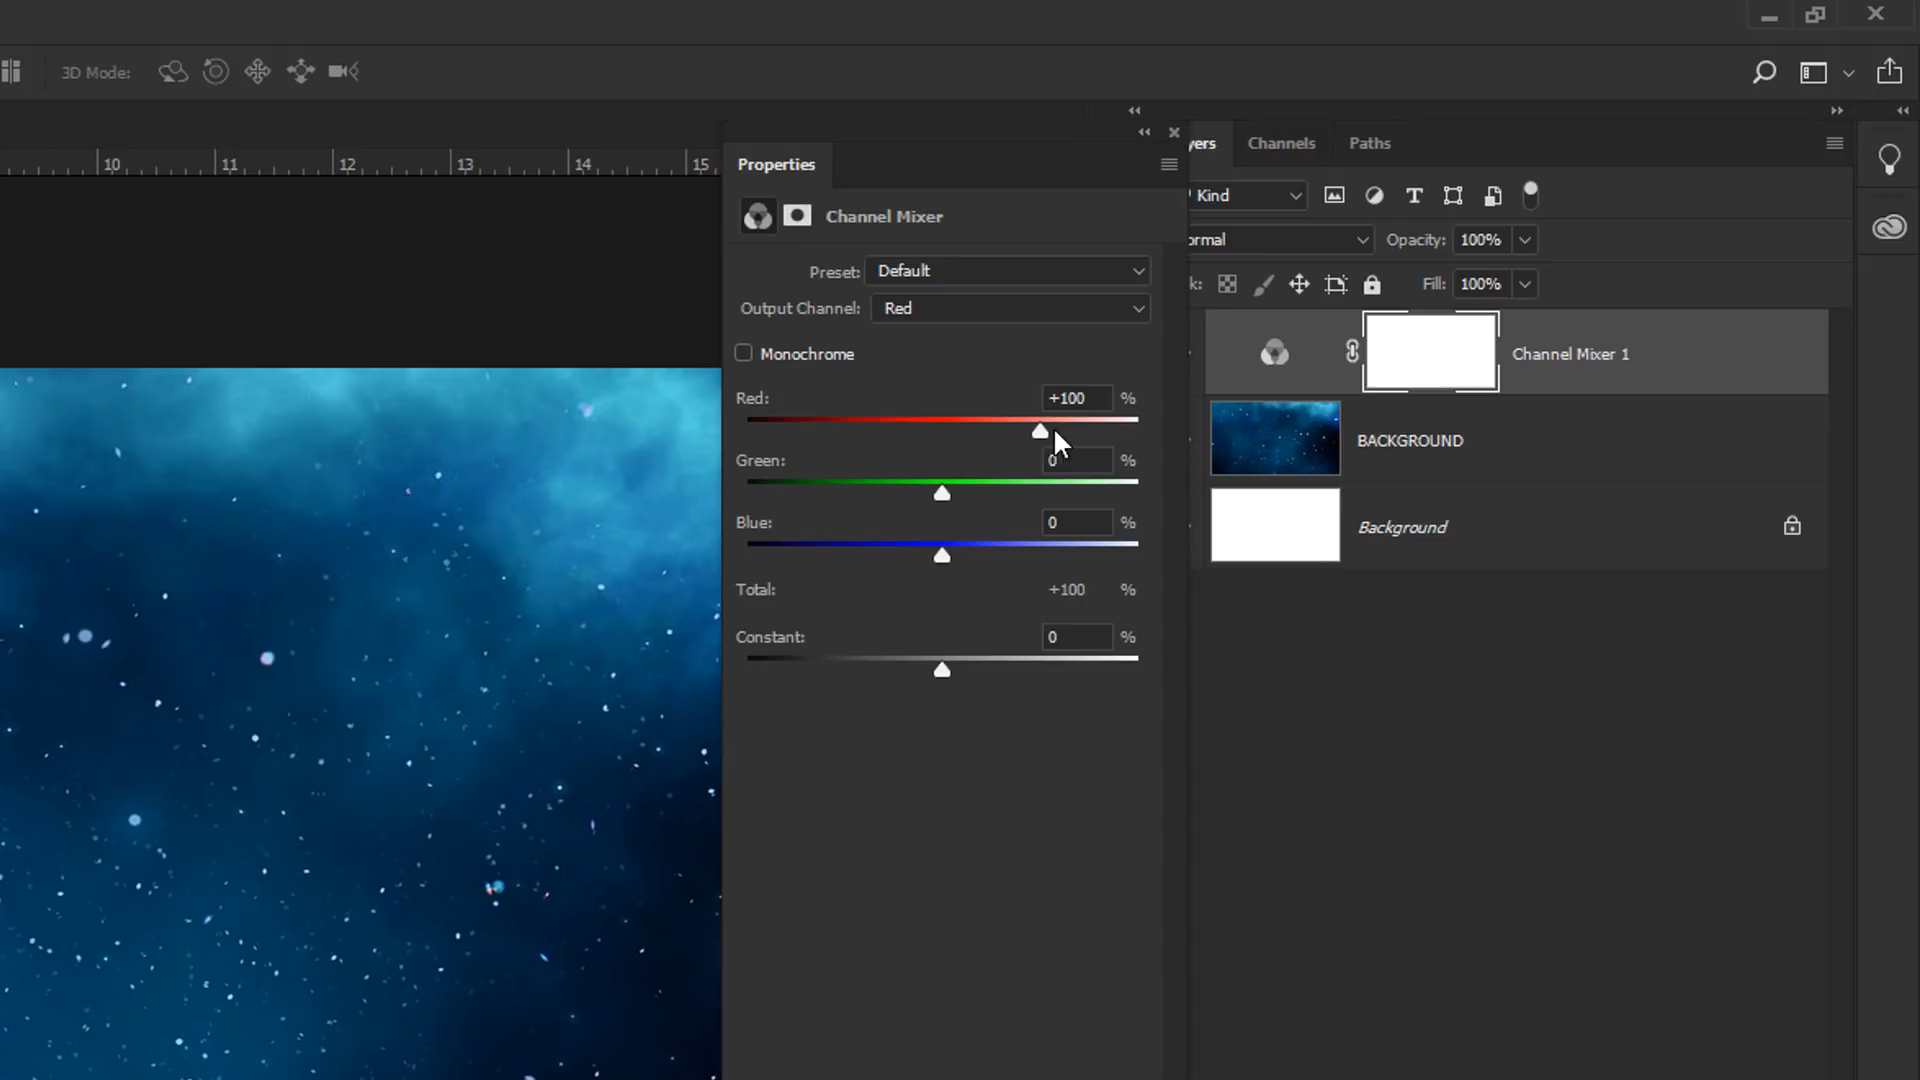 3D Mode:
10 11 12 13 14 15
Properties
Channel Mixer
Preset: Default
Output Channel: Red
Monochrome
Red: +100 %
Green: 0 %
Blue: 0 %
Total: +100 %
Constant: 0 %
yers Channels Paths
Kind T
ormal Opacity: 100%
k: Fill: 100%
Channel Mixer 1
BACKGROUND
Background